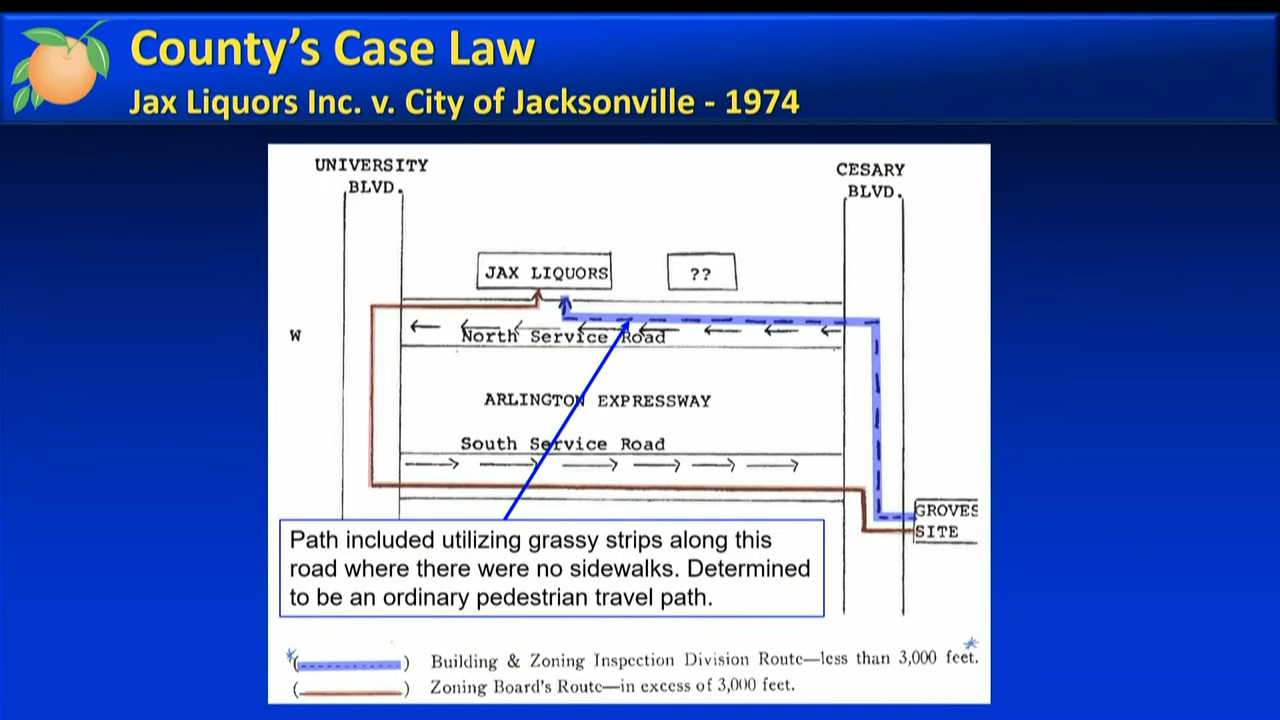 County's Case Law
Jax Liquors Inc. v. City of Jacksonville - 1974
UNIVERSITY
BLVD.
CESARY
BLVD.
JAX LIQUORS
??
W
North Service Road
ARLINGTON EXPRESSWAY
South Service Road
GROVES
SITE
Path included utilizing grassy strips along this
road where there were no sidewalks. Determined
to be an ordinary pedestrian travel path.
*( ) Building & Zoning Inspection Division Route—less than 3,000 feet.*
( ) Zoning Board's Route—in excess of 3,000 feet.